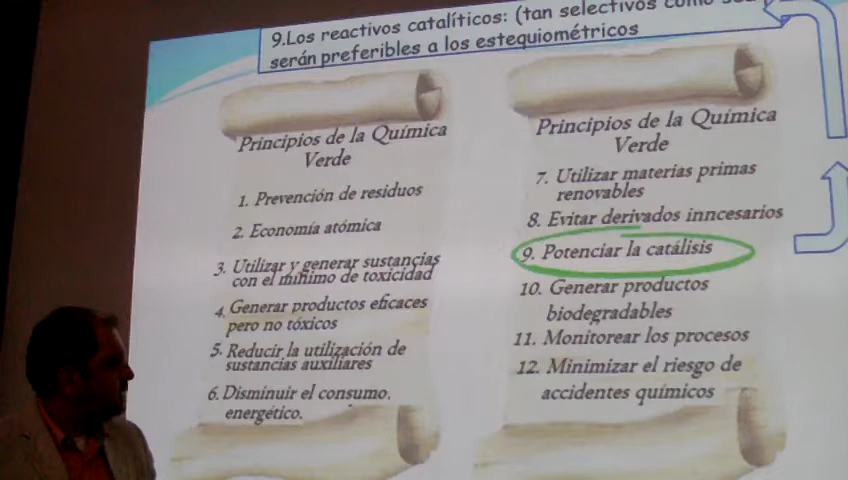 9.Los reactivos catalíticos: (tan selectivos como
serán preferibles a los estequiométricos
Principios de la Química
Verde
1. Prevención de residuos
2. Economía atómica
3. Utilizar y generar sustancias
con el mínimo de toxicidad
4. Generar productos eficaces
pero no tóxicos
5. Reducir la utilización de
sustancias auxiliares
6. Disminuir el consumo.
energético.
Principios de la Química
Verde
7. Utilizar materias primas
renovables
8. Evitar derivados inncesarios
9. Potenciar la catálisis
10. Generar productos
biodegradables
11. Monitorear los procesos
12. Minimizar el riesgo de
accidentes químicos